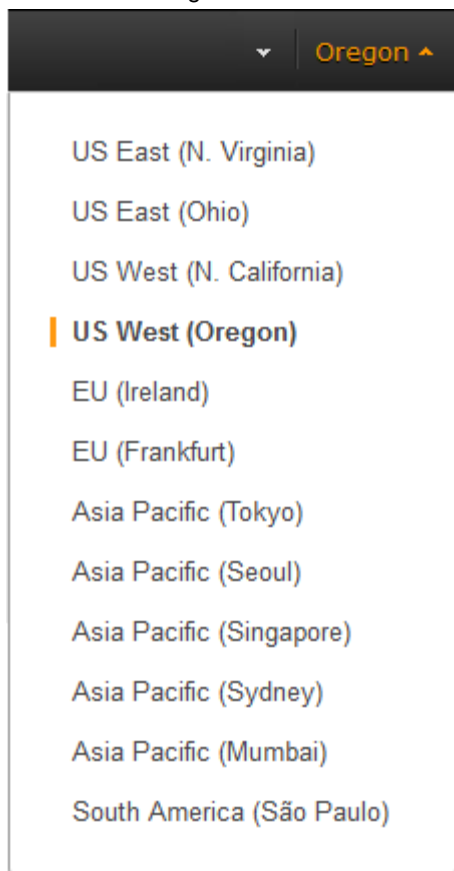 Oregon
US East (N. Virginia)
US East (Ohio)
US West (N. California)
US West (Oregon)
EU (Ireland)
EU (Frankfurt)
Asia Pacific (Tokyo)
Asia Pacific (Seoul)
Asia Pacific (Singapore)
Asia Pacific (Sydney)
Asia Pacific (Mumbai)
South America (São Paulo)